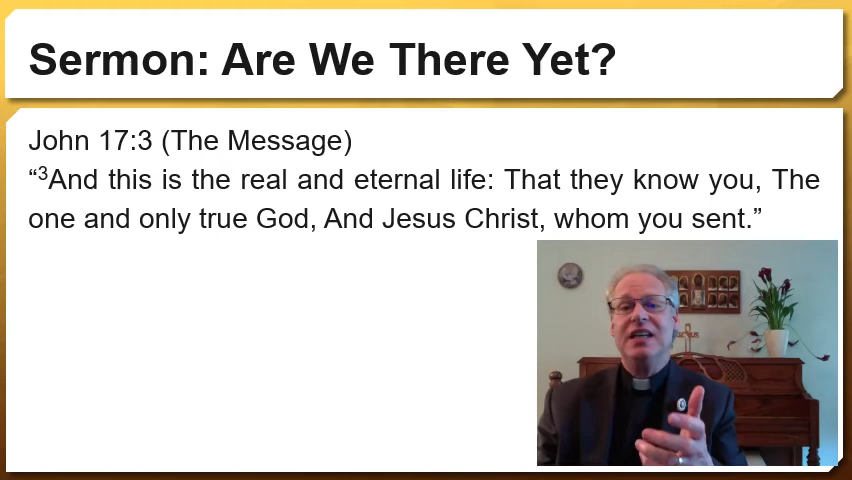 Sermon: Are We There Yet?
John 17:3 (The Message)
“³And this is the real and eternal life: That they know you, The
one and only true God, And Jesus Christ, whom you sent.”